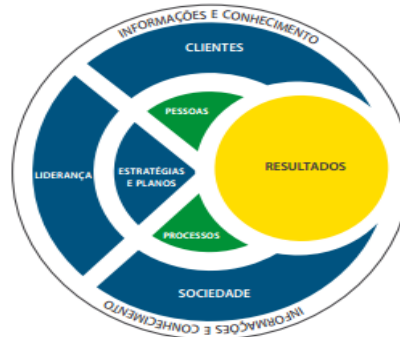 INFORMAÇÕES E CONHECIMENTO
CLIENTES
PESSOAS
LIDERANÇA
ESTRATÉGIAS
E PLANOS
RESULTADOS
PROCESSOS
SOCIEDADE
INFORMAÇÕES E CONHECIMENTO